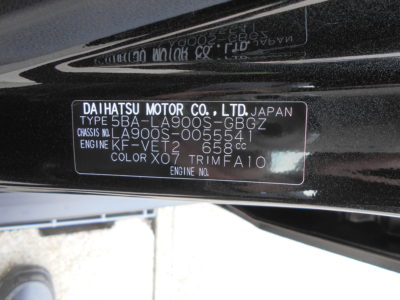 DAIHATSU MOTOR CO., LTD. JAPAN
TYPE 5BA-LA900S-GBGZ
CHASSIS NO. LA900S-0055541
ENGINE KF-VET2 658CC
COLOR X07 TRIM FA10
ENGINE NO.